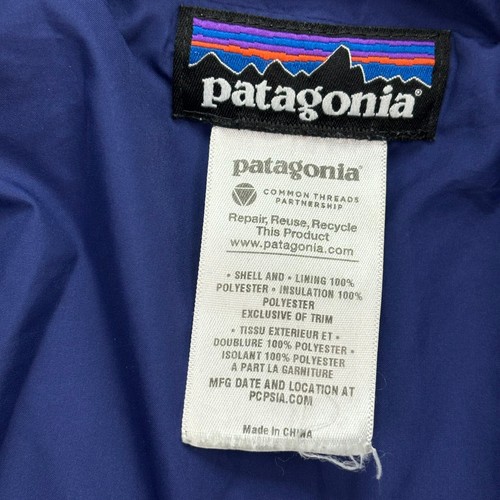 patagonia®
patagonia®
COMMON THREADS
PARTNERSHIP
Repair, Reuse, Recycle
This Product
www.patagonia.com
• SHELL AND • LINING 100%
POLYESTER • INSULATION 100%
POLYESTER
EXCLUSIVE OF TRIM
• TISSU EXTERIEUR ET •
DOUBLURE 100% POLYESTER •
ISOLANT 100% POLYESTER
A PART LA GARNITURE
MFG DATE AND LOCATION AT
PCPSIA.COM
Made in CHINA